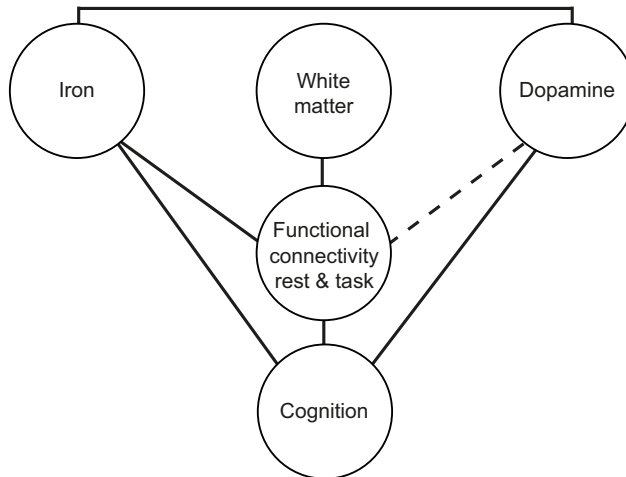 Iron
White
matter
Dopamine
Functional
connectivity
rest & task
Cognition